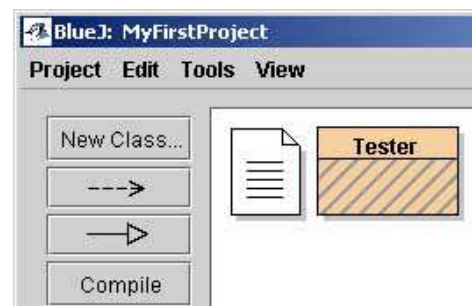 BlueJ: MyFirstProject
Project Edit Tools View
New Class...
Tester
Compile